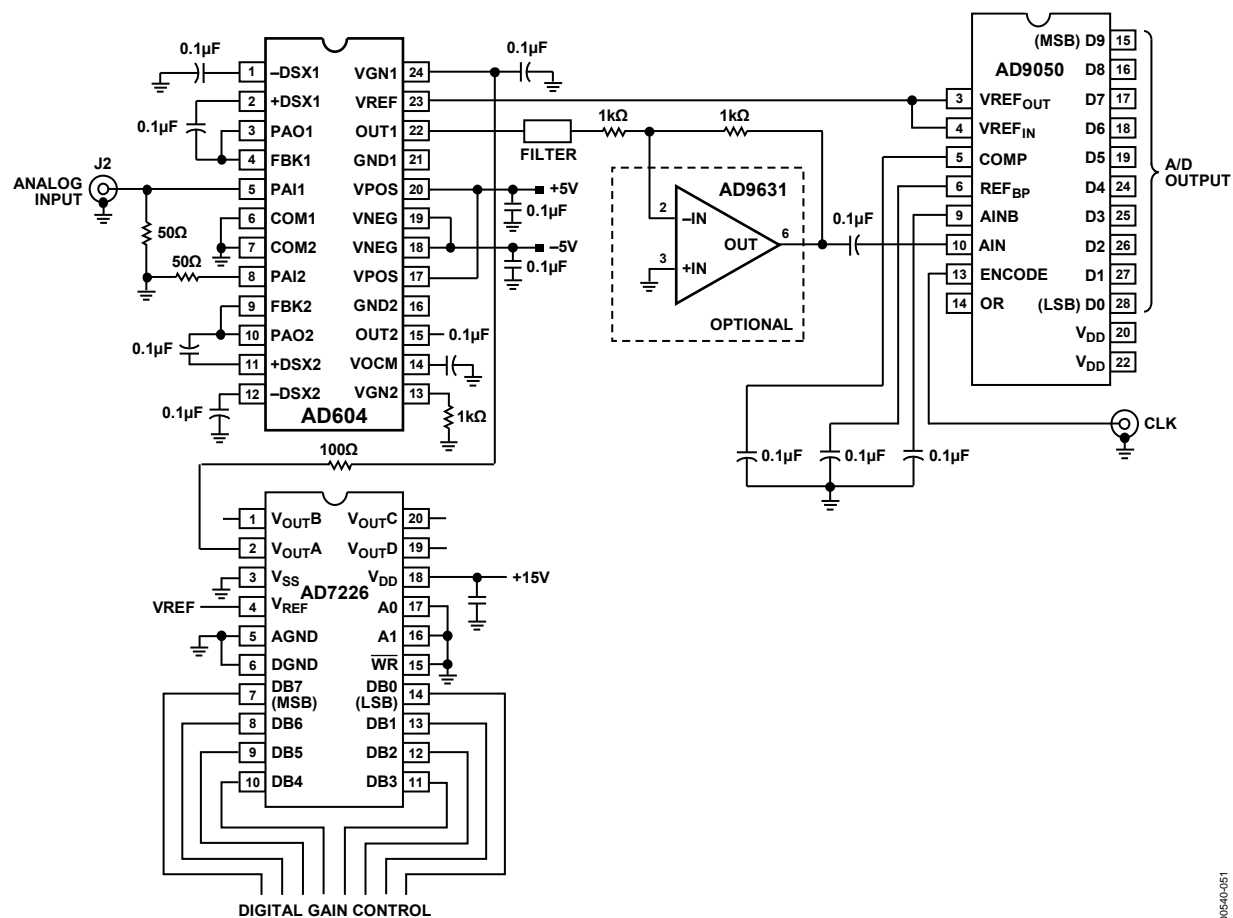 0.1µF
1 –DSX1
2 +DSX1
0.1µF
3 PAO1
4 FBK1
J2
ANALOG
INPUT
5 PAI1
6 COM1
7 COM2
50Ω
50Ω
8 PAI2
9 FBK2
10 PAO2
0.1µF
11 +DSX2
12 –DSX2
0.1µF
AD604
VGN1 24
VREF 23
OUT1 22
GND1 21
VPOS 20
VNEG 19
VNEG 18
VPOS 17
GND2 16
OUT2 15
VOCM 14
VGN2 13
0.1µF
+5V
0.1µF
–5V
0.1µF
0.1µF
1kΩ
FILTER
1kΩ
1kΩ
AD9631
2 –IN
3 +IN
OUT 6
OPTIONAL
0.1µF
AD9050
3 VREFOUT
4 VREFIN
5 COMP
6 REFBP
9 AINB
10 AIN
13 ENCODE
14 OR
(MSB) D9 15
D8 16
D7 17
D6 18
D5 19
D4 24
D3 25
D2 26
D1 27
(LSB) D0 28
VDD 20
VDD 22
A/D
OUTPUT
CLK
0.1µF
0.1µF
0.1µF
100Ω
1 VOUTB
2 VOUTA
3 VSS
VREF
4 VREF
5 AGND
6 DGND
7 DB7
(MSB)
8 DB6
9 DB5
10 DB4
AD7226
VOUTC 20
VOUTD 19
VDD 18
+15V
A0 17
A1 16
WR 15
DB0 14
(LSB)
DB1 13
DB2 12
DB3 11
DIGITAL GAIN CONTROL
00540-051